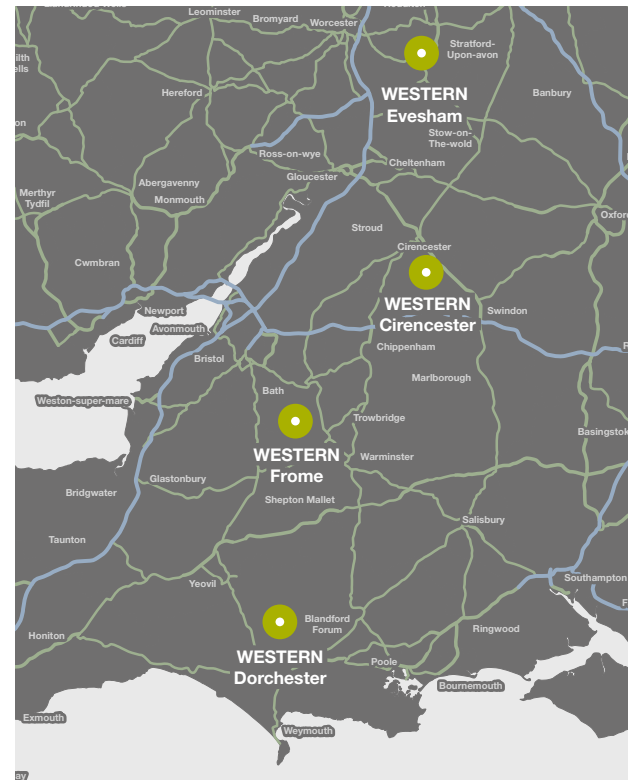 Leominster
Bromyard
Worcester
Stratford-
Upon-avon
Hereford
Banbury
WESTERN
Evesham
Stow-on-
The-wold
Ross-on-wye
Cheltenham
Gloucester
Abergavenny
Merthyr
Tydfil
Monmouth
Oxford
Stroud
Cirencester
Cwmbran
WESTERN
Cirencester
Newport
Swindon
Avonmouth
Cardiff
Chippenham
Bristol
Marlborough
Bath
Weston-super-mare
Trowbridge
Basingstok
WESTERN
Frome
Warminster
Glastonbury
Bridgwater
Shepton Mallet
Salisbury
Taunton
Southampton
Yeovil
Blandford
Forum
Ringwood
Honiton
WESTERN
Dorchester
Poole
Bournemouth
Exmouth
Weymouth
ay